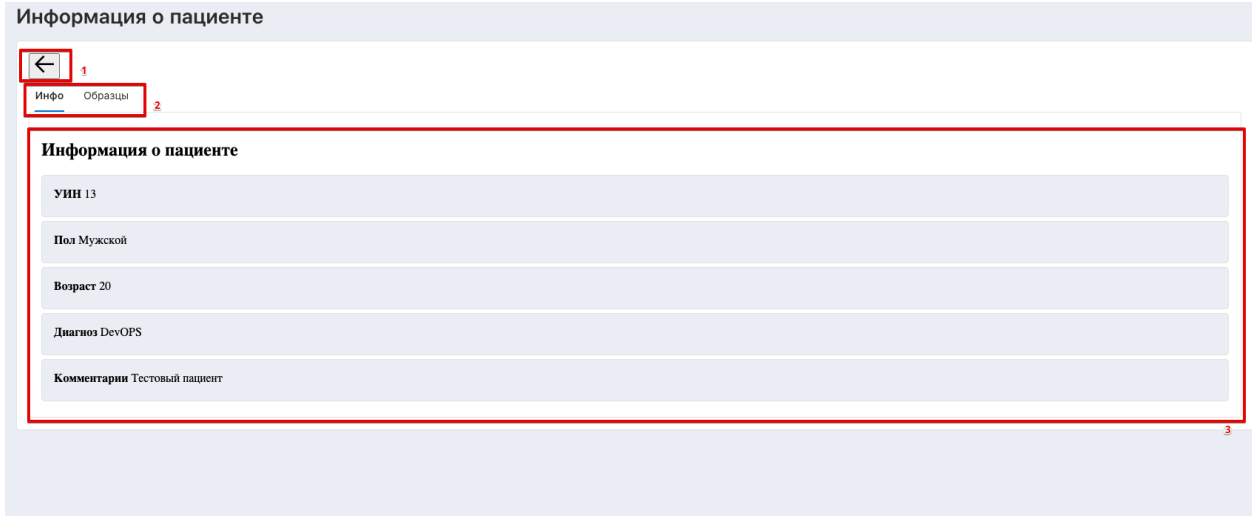 Информация о пациенте
1
Инфо Образцы
2
Информация о пациенте
УИН 13
Пол Мужской
Возраст 20
Диагноз DevOPS
Комментарии Тестовый пациент
3